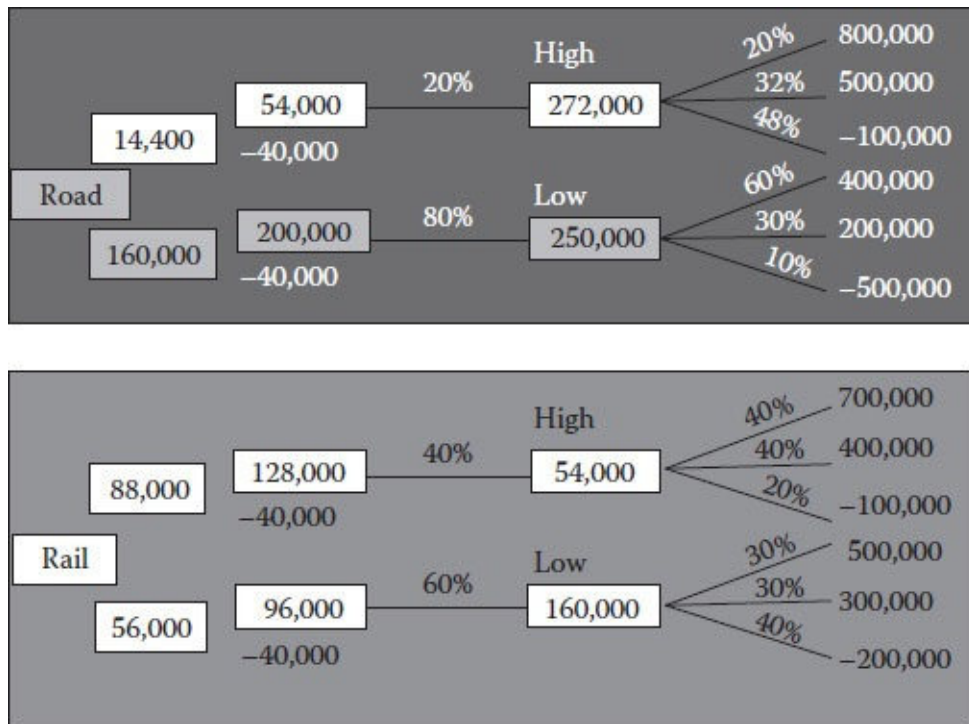 High
20% 800,000
54,000 20% 272,000 32% 500,000
14,400 −40,000 48% −100,000
Road
Low
60% 400,000
200,000 80% 250,000 30% 200,000
160,000 −40,000 10% −500,000
High
40% 700,000
128,000 40% 54,000 40% 400,000
88,000 −40,000 20% −100,000
Rail
Low
30% 500,000
96,000 60% 160,000 30% 300,000
56,000 −40,000 40% −200,000